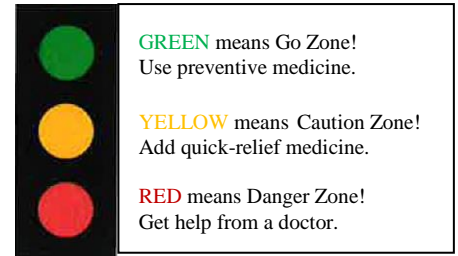 GREEN means Go Zone!
Use preventive medicine.
YELLOW means Caution Zone!
Add quick-relief medicine.
RED means Danger Zone!
Get help from a doctor.